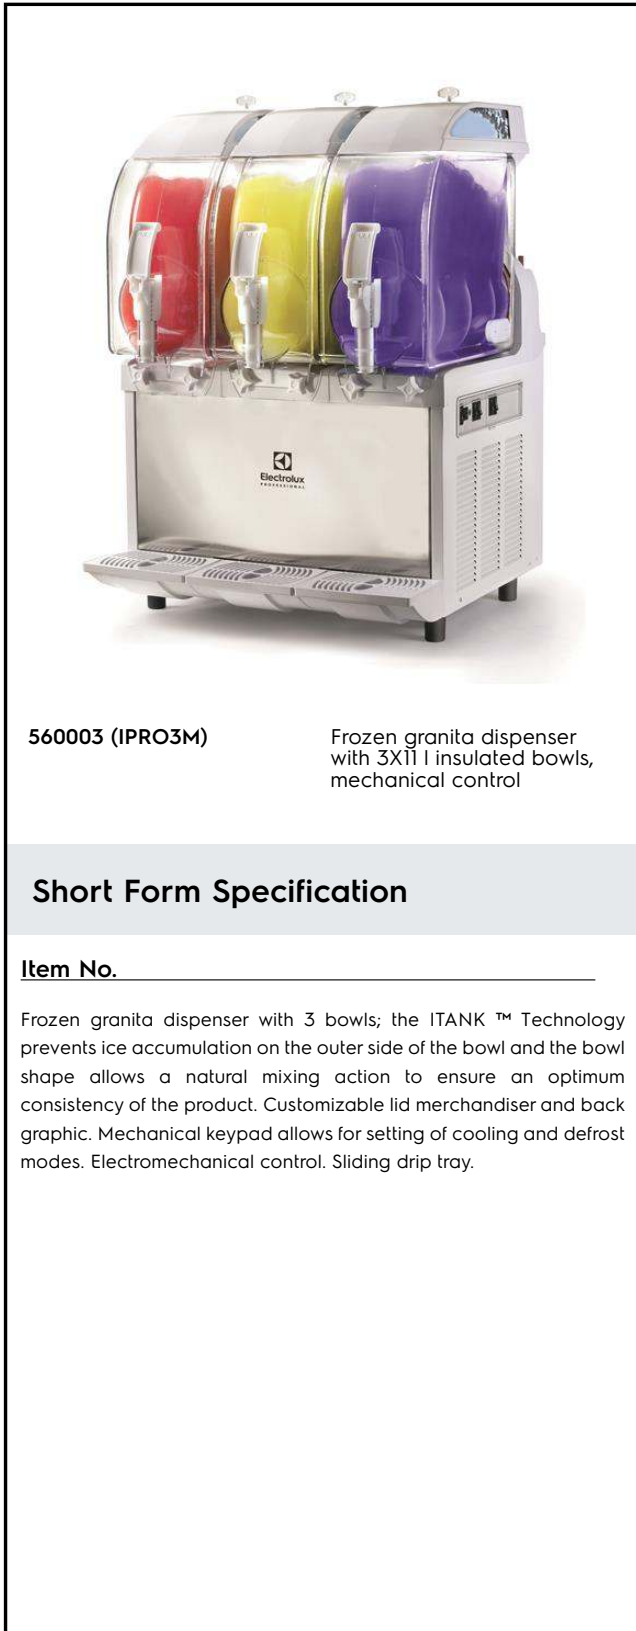 Electrolux
PROFESSIONAL
560003 (IPRO3M)
Frozen granita dispenser
with 3X11 l insulated bowls,
mechanical control
Short Form Specification
Item No.
Frozen granita dispenser with 3 bowls; the ITANK ™ Technology
prevents ice accumulation on the outer side of the bowl and the bowl
shape allows a natural mixing action to ensure an optimum
consistency of the product. Customizable lid merchandiser and back
graphic. Mechanical keypad allows for setting of cooling and defrost
modes. Electromechanical control. Sliding drip tray.